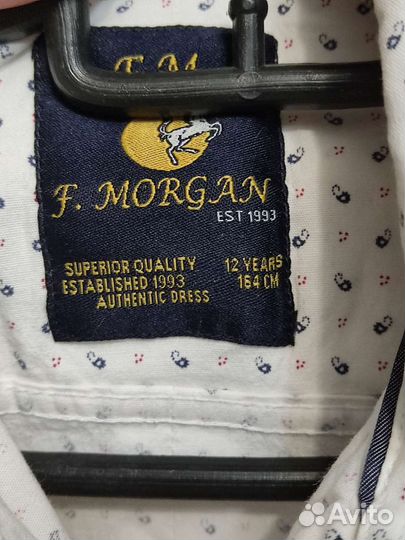 F. M
F. MORGAN
EST 1993
SUPERIOR QUALITY 12 YEARS
ESTABLISHED 1993 164 CM
AUTHENTIC DRESS
Avito